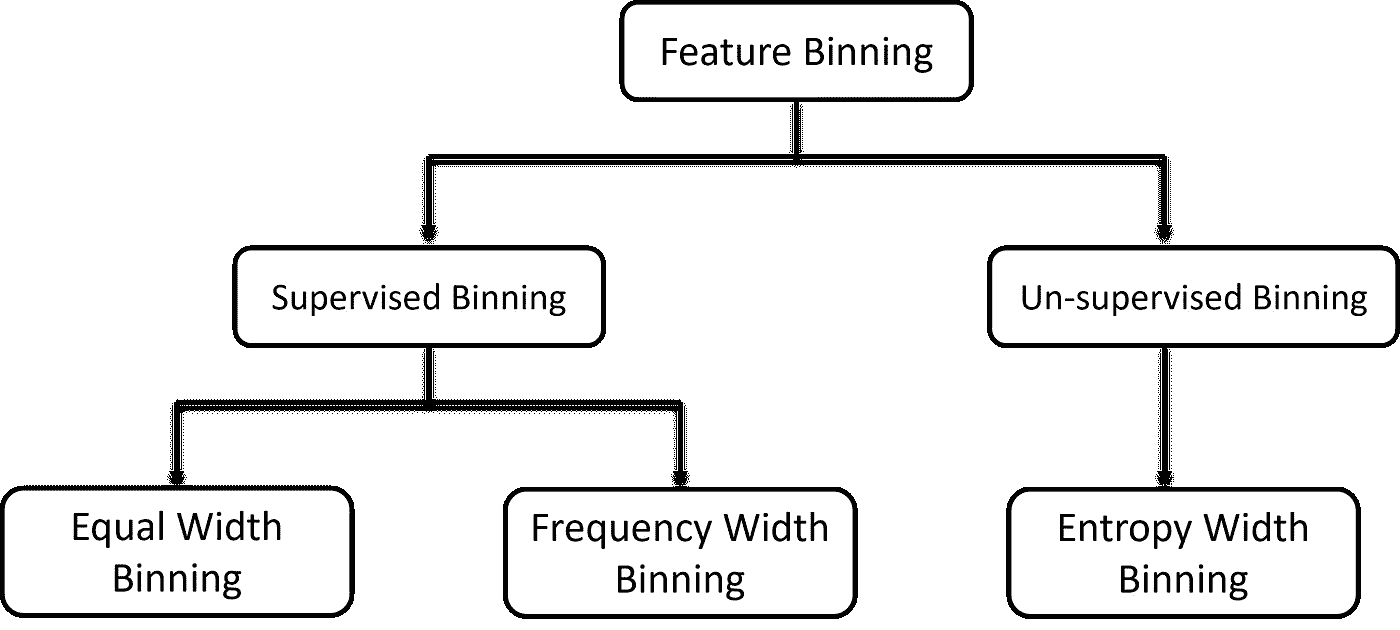 Feature Binning
Supervised Binning
Un-supervised Binning
Equal Width
Binning
Frequency Width
Binning
Entropy Width
Binning